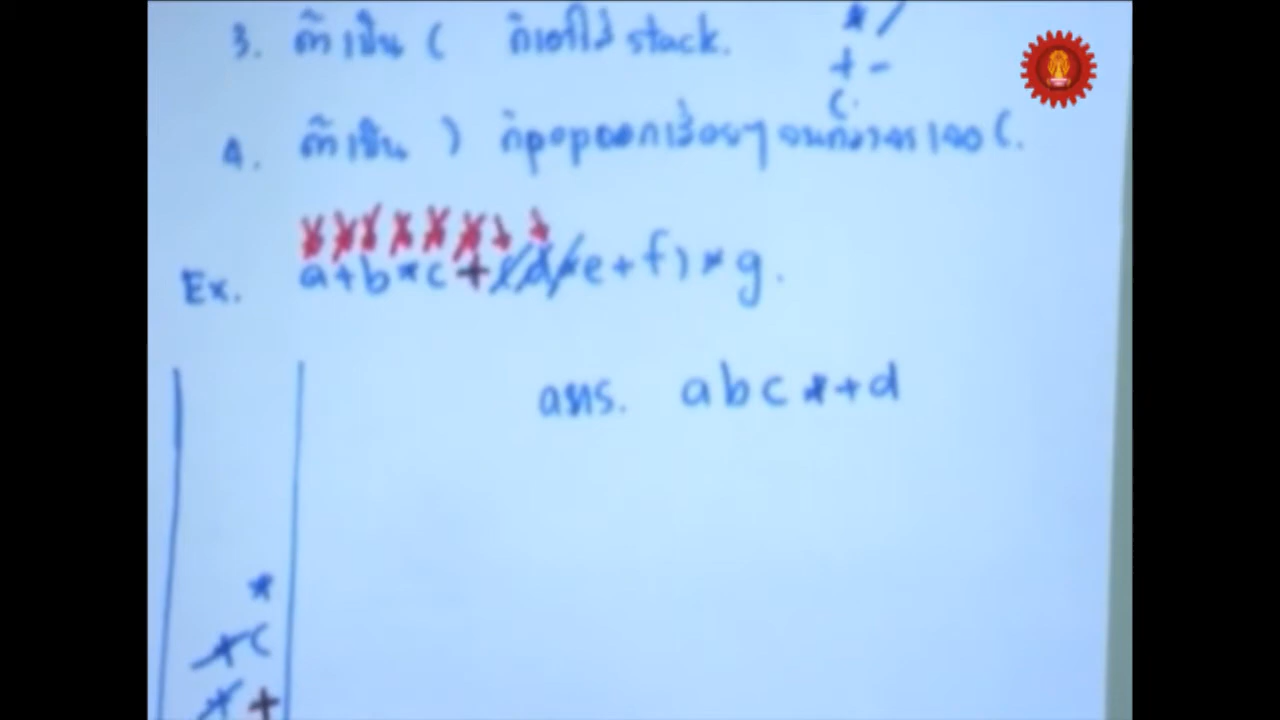 3. ถ้าเป็น ( ก็เอาใส่ stack.
* /
+ -
(
4. ถ้าเป็น ) ก็ pop ออกเรื่อยๆ จนกว่าจะเจอ (.
Ex. a+b*c+(d*e+f)*g.
ans. abc*+d
*
+ (
* +